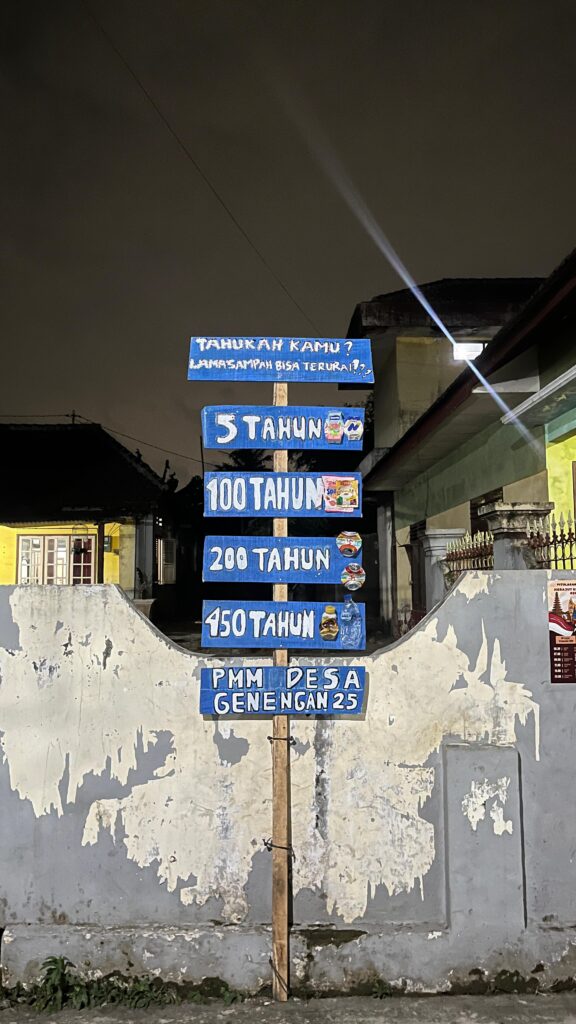 TAHUKAH KAMU?
LAMA SAMPAH BISA TERURAI??
5 TAHUN
100 TAHUN
200 TAHUN
450 TAHUN
PMM DESA
GENENGAN 25